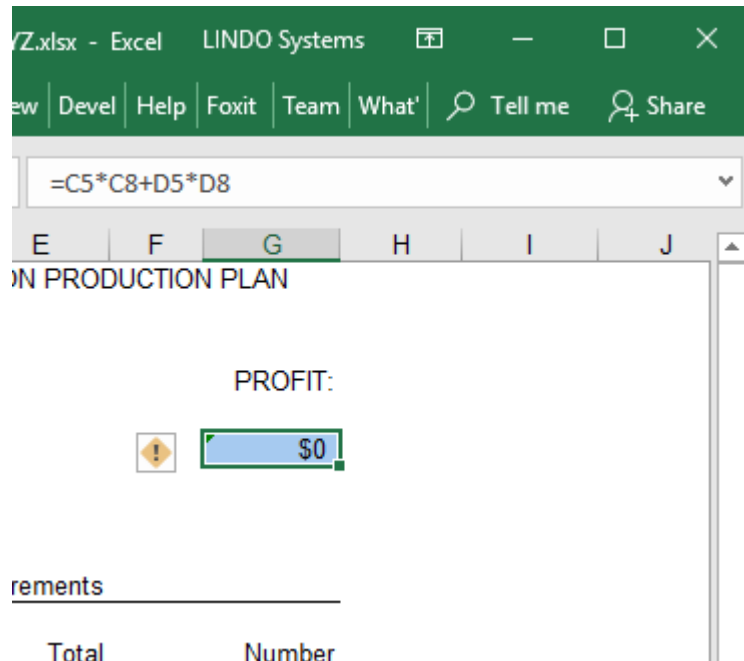 YZ.xlsx - Excel LINDO Systems
ew Devel Help Foxit Team What' Tell me Share
=C5*C8+D5*D8
E F G H I J
ON PRODUCTION PLAN
PROFIT:
! $0
rements
Total Number